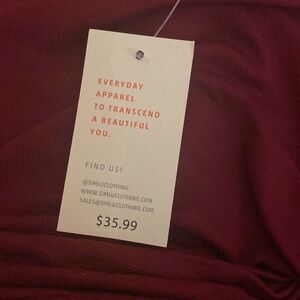 EVERYDAY
APPAREL
TO TRANSCEND
A BEAUTIFUL
YOU.
FIND US!
@SIMLUCLOTHING
WWW.SIMLUCLOTHING.COM
SALES@SIMLUCLOTHING.COM
$35.99